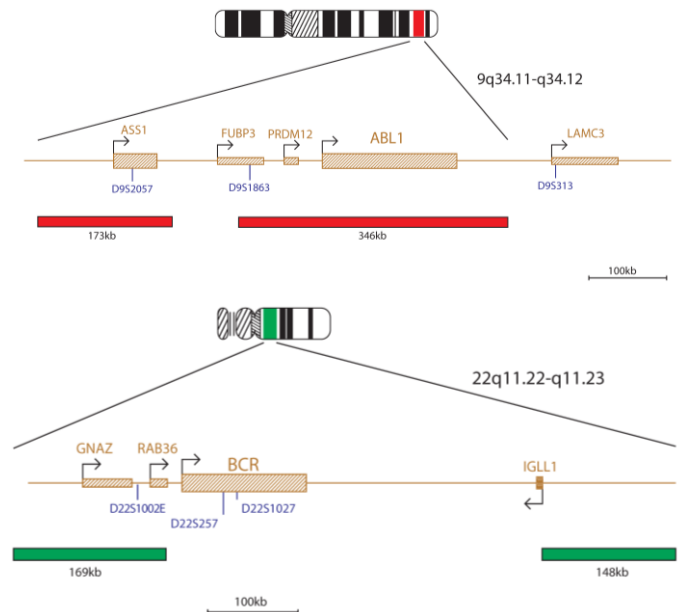 9q34.11-q34.12
ASS1 FUBP3 PRDM12 ABL1 LAMC3
D9S2057 D9S1863 D9S313
173kb 346kb
100kb
22q11.22-q11.23
GNAZ RAB36 BCR IGLL1
D22S1002E D22S1027
D22S257
169kb 148kb
100kb